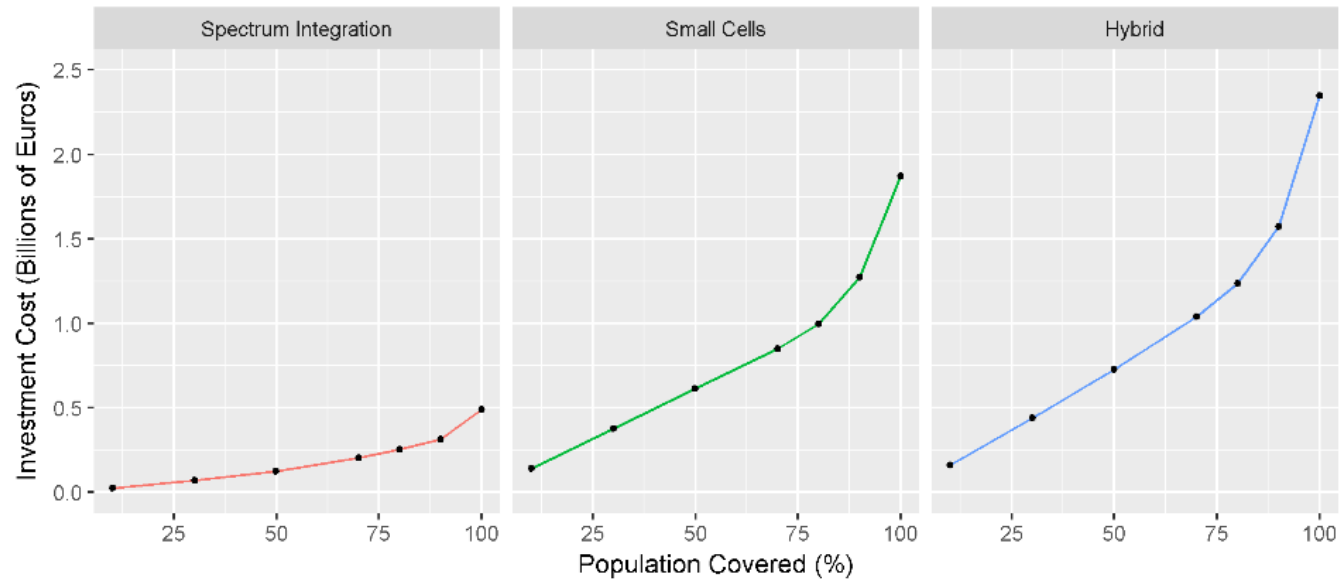 Spectrum Integration
Small Cells
Hybrid
Investment Cost (Billions of Euros)
2.5
2.0
1.5
1.0
0.5
0.0
25 50 75 100
25 50 75 100
25 50 75 100
Population Covered (%)